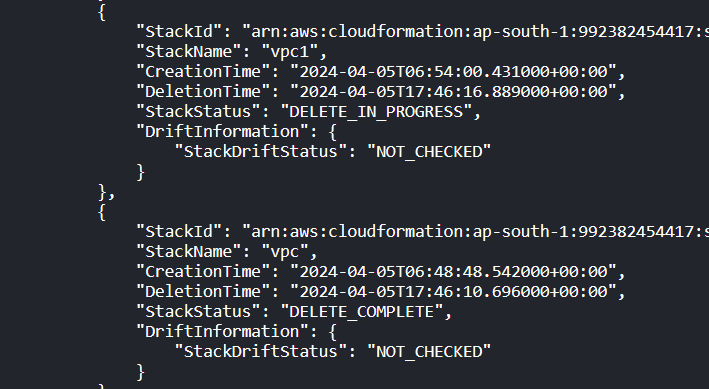 {
"StackId": "arn:aws:cloudformation:ap-south-1:992382454417:s
"StackName": "vpc1",
"CreationTime": "2024-04-05T06:54:00.431000+00:00",
"DeletionTime": "2024-04-05T17:46:16.889000+00:00",
"StackStatus": "DELETE_IN_PROGRESS",
"DriftInformation": {
"StackDriftStatus": "NOT_CHECKED"
}
},
{
"StackId": "arn:aws:cloudformation:ap-south-1:992382454417:s
"StackName": "vpc",
"CreationTime": "2024-04-05T06:48:48.542000+00:00",
"DeletionTime": "2024-04-05T17:46:10.696000+00:00",
"StackStatus": "DELETE_COMPLETE",
"DriftInformation": {
"StackDriftStatus": "NOT_CHECKED"
}